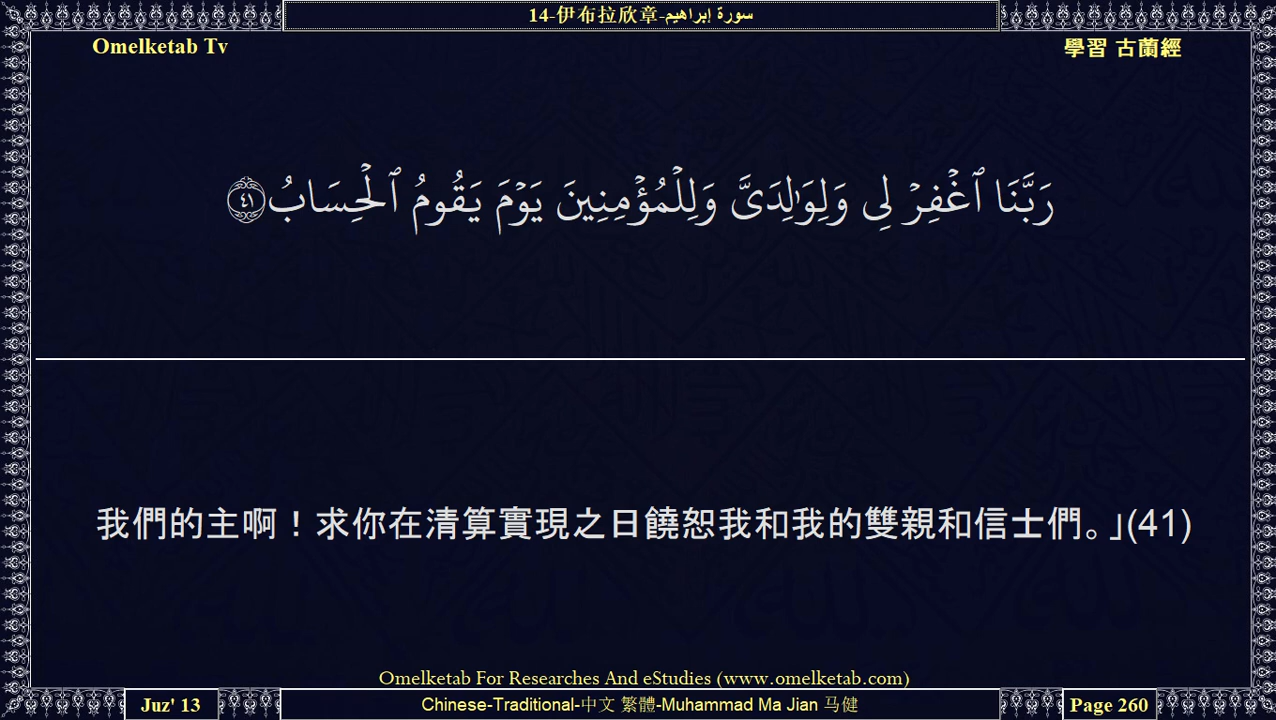 14-伊布拉欣章-سورة إبراهيم
Omelketab Tv
學習 古蘭經
رَبَّنَا ٱغْفِرْ لِى وَلِوَٰلِدَىَّ وَلِلْمُؤْمِنِينَ يَوْمَ يَقُومُ ٱلْحِسَابُ ٤١
我們的主啊！求你在清算實現之日饒恕我和我的雙親和信士們。」(41)
Omelketab For Researches And eStudies (www.omelketab.com)
Juz' 13
Chinese-Traditional-中文 繁體-Muhammad Ma Jian 马健
Page 260